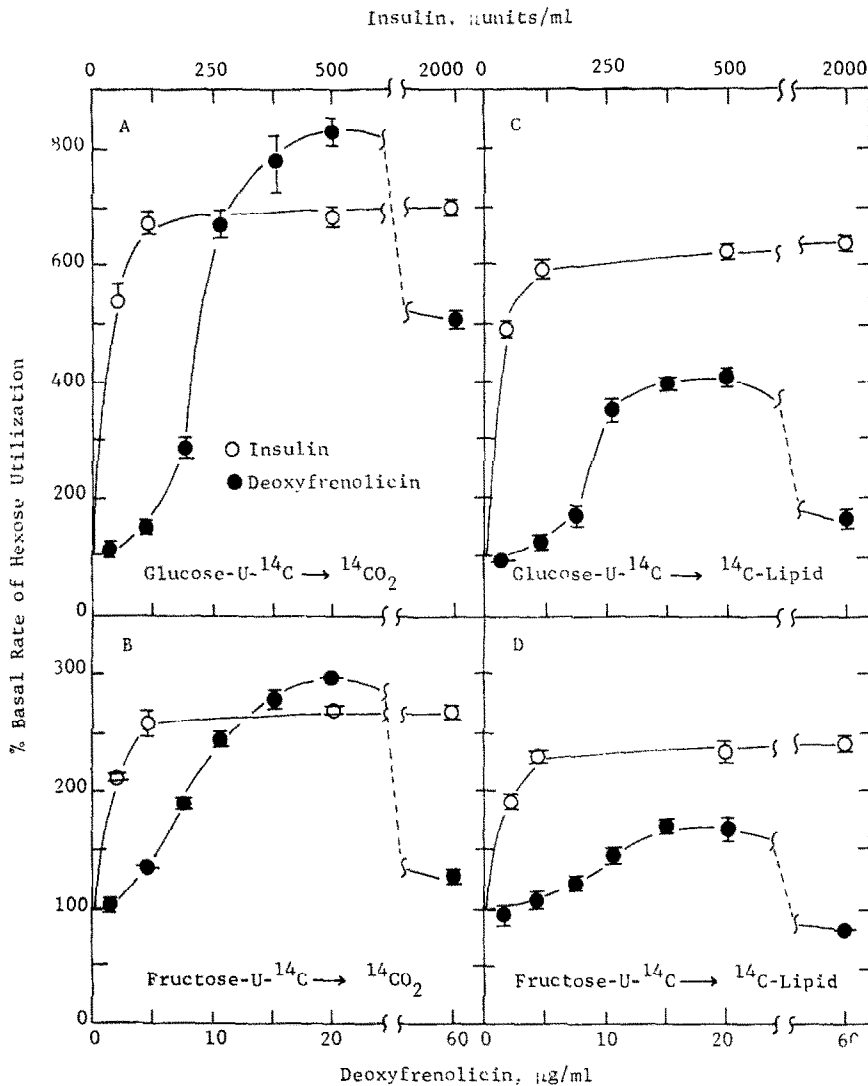 Insulin, µunits/ml
0 250 500 2000 0 250 500 2000
A
C
800
600
400
200
0
○ Insulin
● Deoxyfrenolicin
Glucose-U-¹⁴C → ¹⁴CO₂
Glucose-U-¹⁴C → ¹⁴C-Lipid
% Basal Rate of Hexose Utilization
B
D
300
200
100
0
Fructose-U-¹⁴C → ¹⁴CO₂
Fructose-U-¹⁴C → ¹⁴C-Lipid
0 10 20 60 0 10 20 60
Deoxyfrenolicin, µg/ml